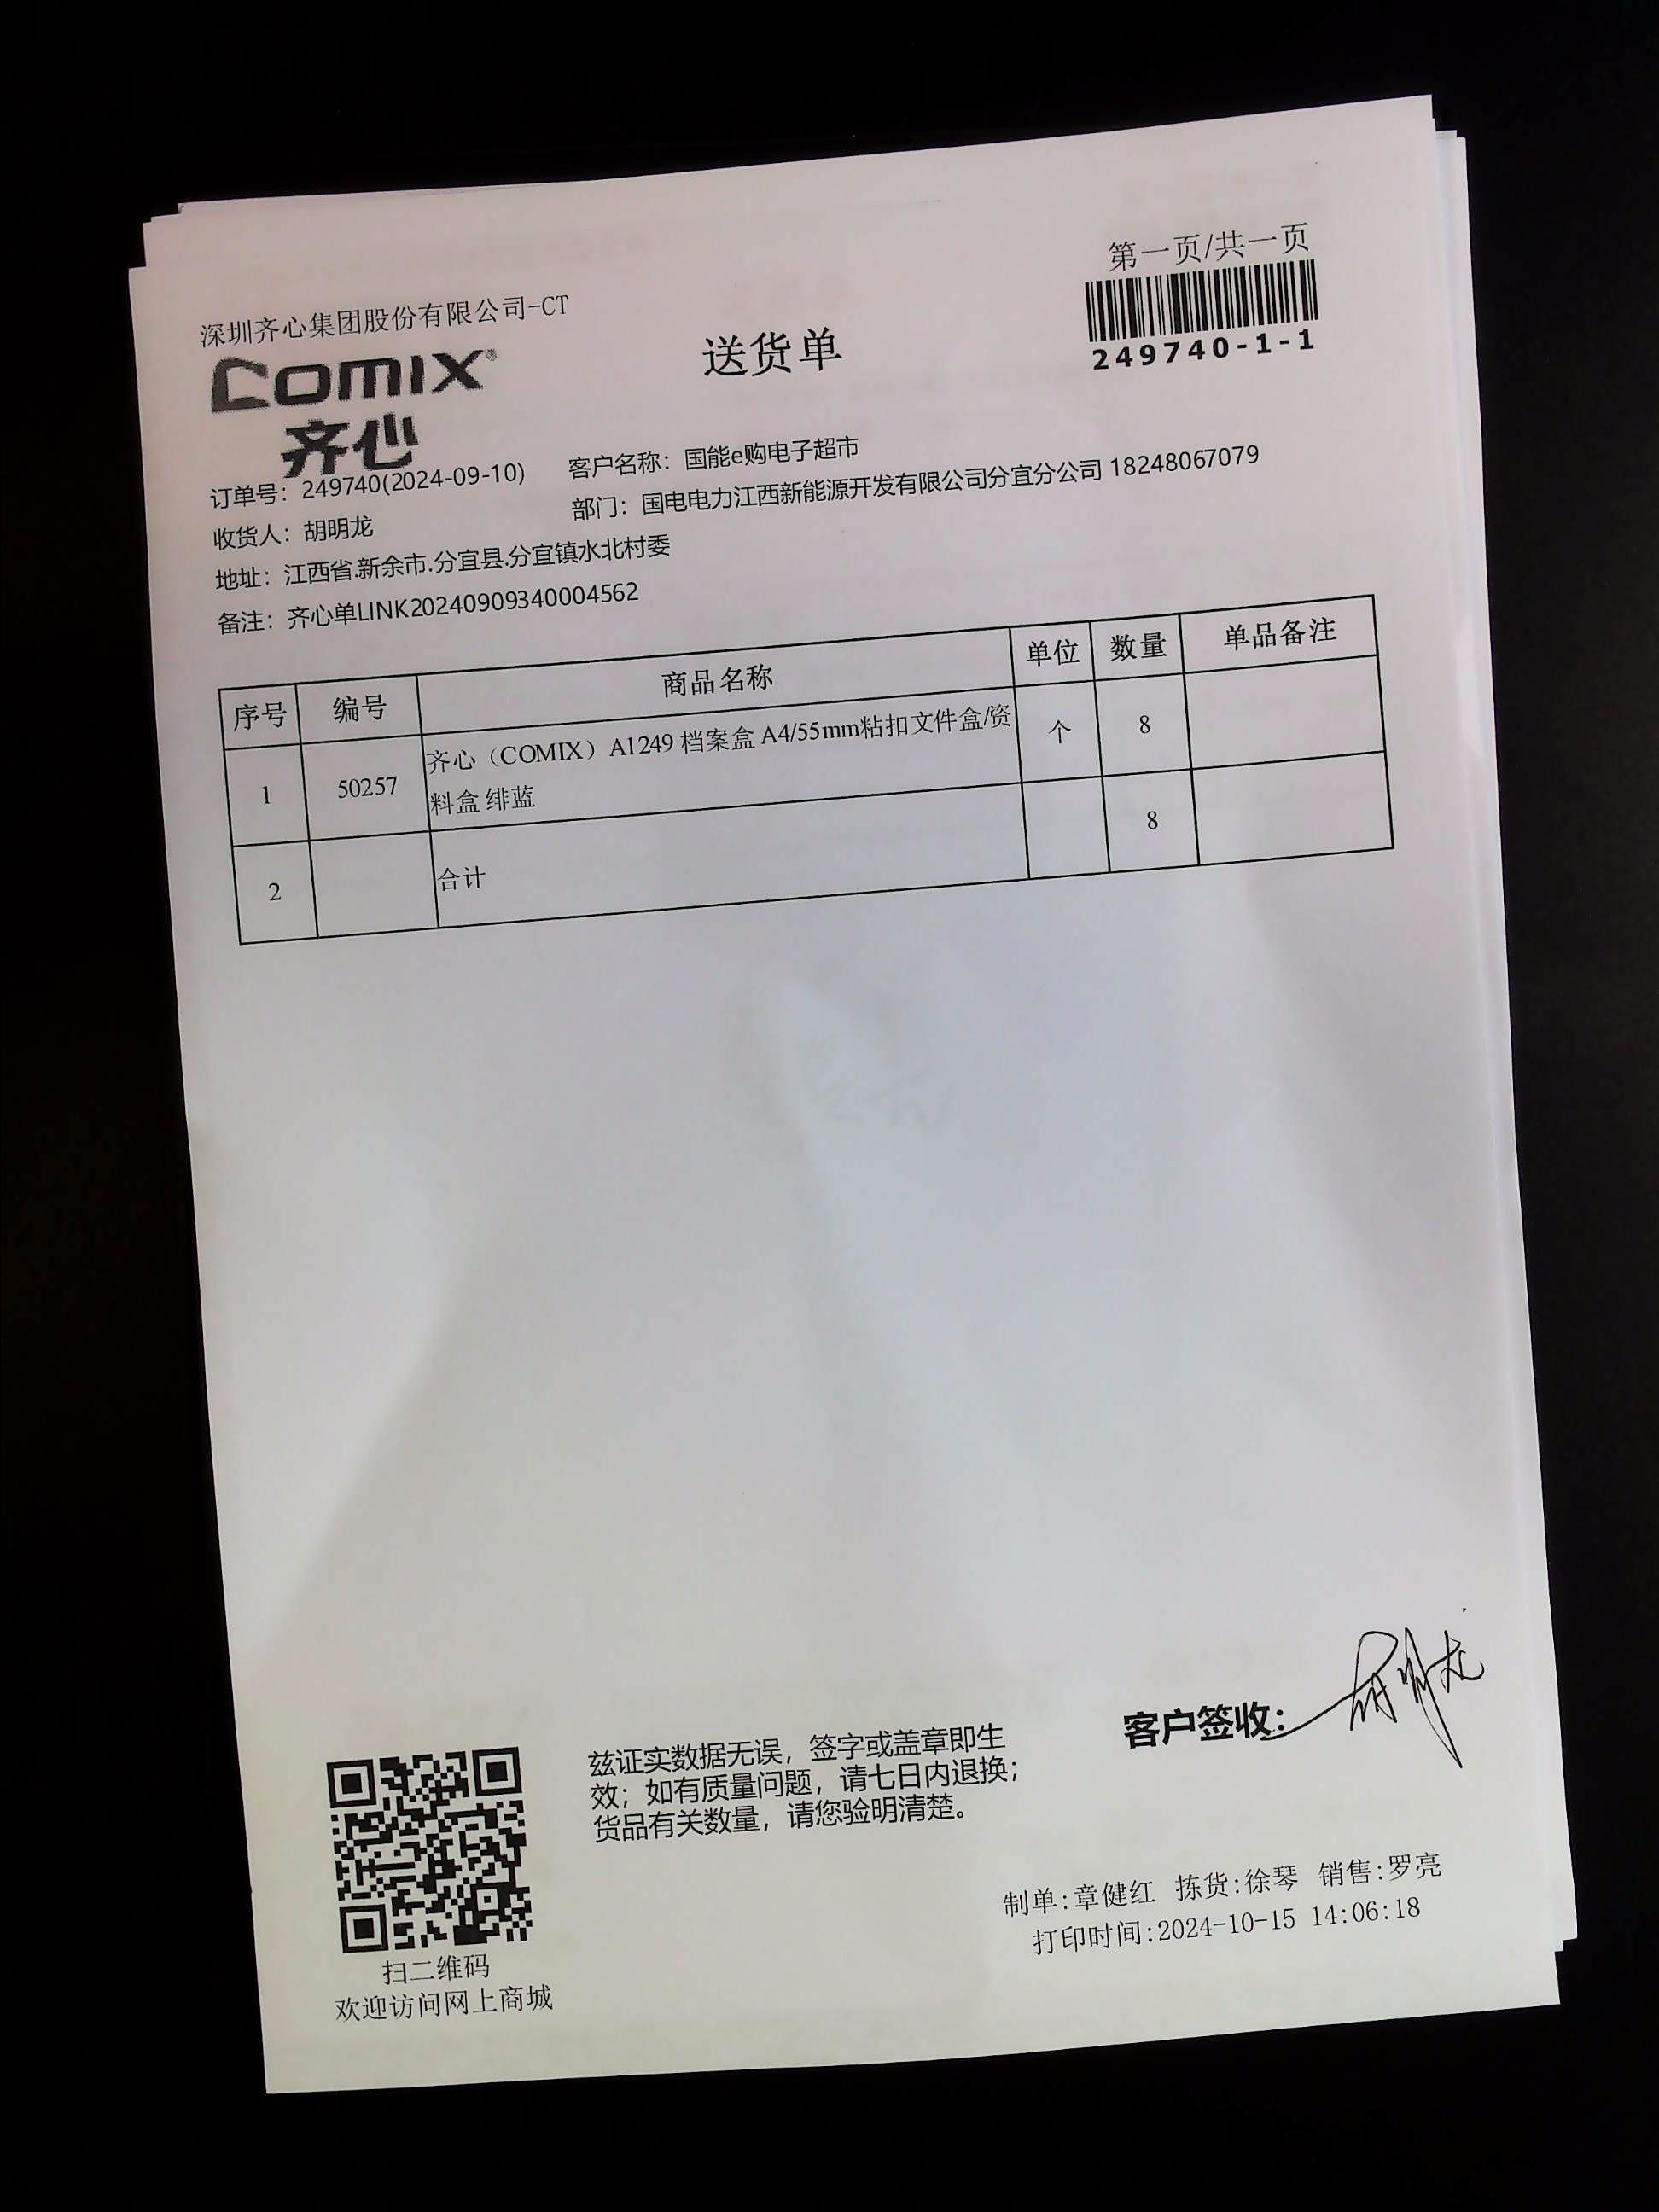 第一页/共一页
249740-1-1
深圳齐心集团股份有限公司-CT
COMIX®
齐心
送货单
订单号：249740(2024-09-10)
客户名称：国能e购电子超市
收货人：胡明龙
部门：国电电力江西新能源开发有限公司分宜分公司 18248067079
地址：江西省.新余市.分宜县.分宜镇水北村委
备注：齐心单LINK20240909340004562
序号 编号 商品名称 单位 数量 单品备注
1 50257 齐心（COMIX）A1249 档案盒 A4/55mm粘扣文件盒/资 个 8
料盒 绯蓝
2 合计 8
客户签收：胡明龙
兹证实数据无误，签字或盖章即生
效；如有质量问题，请七日内退换；
货品有关数量，请您验明清楚。
扫二维码
欢迎访问网上商城
制单:章健红 拣货:徐琴 销售:罗亮
打印时间:2024-10-15 14:06:18